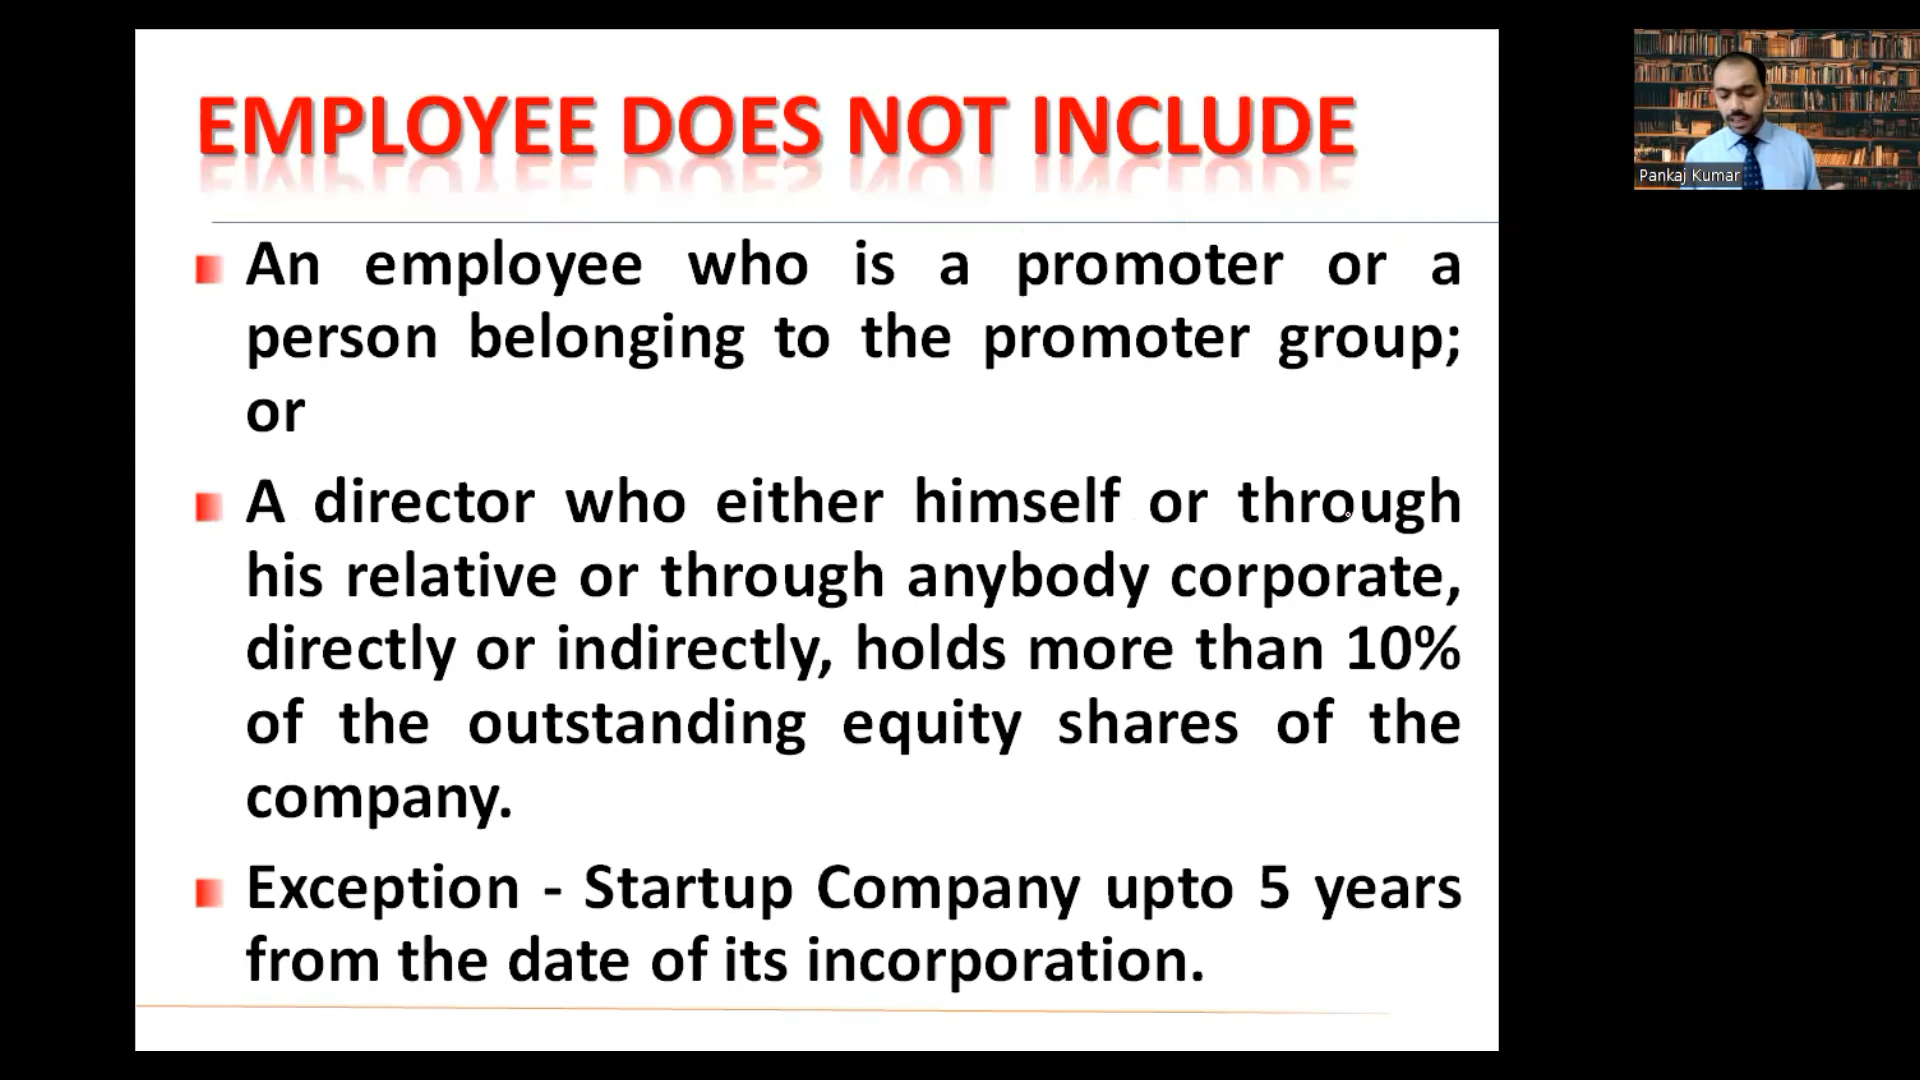 EMPLOYEE DOES NOT INCLUDE
An employee who is a promoter or a
person belonging to the promoter group;
or
A director who either himself or through
his relative or through anybody corporate,
directly or indirectly, holds more than 10%
of the outstanding equity shares of the
company.
Exception - Startup Company upto 5 years
from the date of its incorporation.
Pankaj Kumar